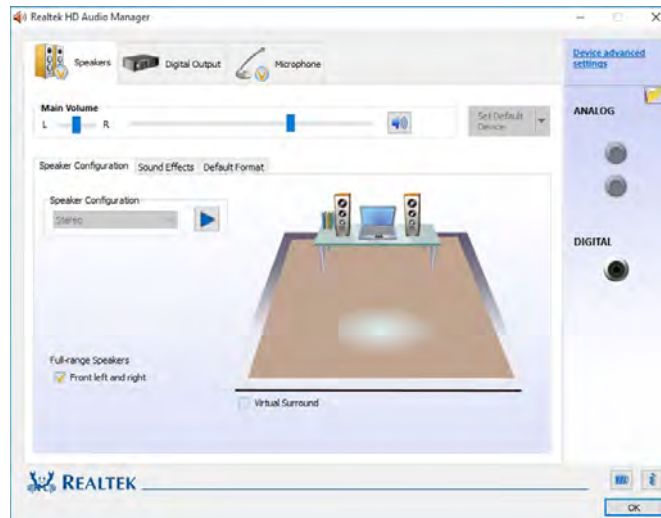 Realtek HD Audio Manager
Speakers
Digital Output
Microphone
Device advanced
settings
Main Volume
L
R
Set Default
Device
ANALOG
Speaker Configuration
Sound Effects
Default Format
Speaker Configuration
Stereo
DIGITAL
Full-range Speakers
Front left and right
Virtual Surround
REALTEK
OK